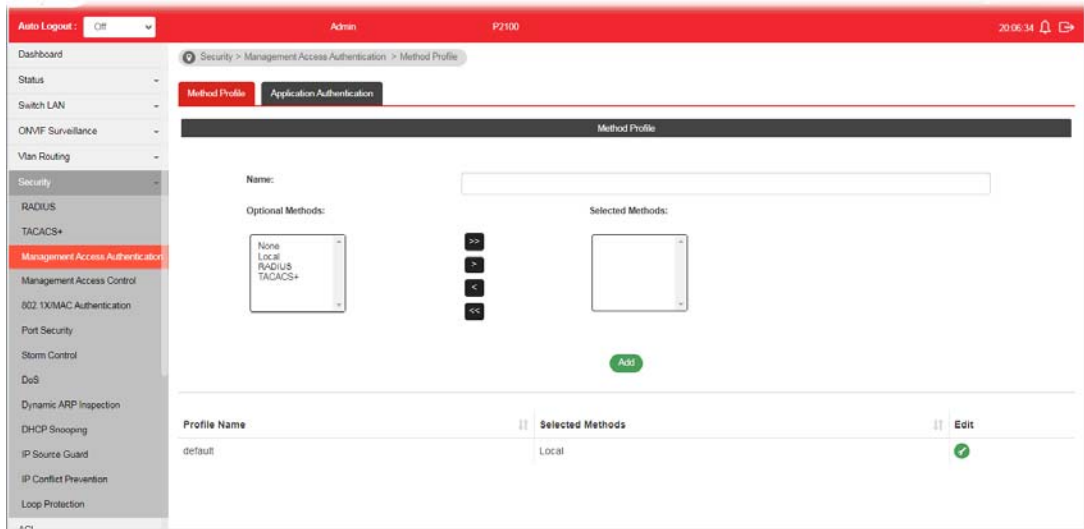 Auto Logout : Off Admin P2100 20:06:34
Dashboard
Status
Switch LAN
ONVIF Surveillance
Vlan Routing
Security
RADIUS
TACACS+
Management Access Authentication
Management Access Control
802.1X/MAC Authentication
Port Security
Storm Control
DoS
Dynamic ARP Inspection
DHCP Snooping
IP Source Guard
IP Conflict Prevention
Loop Protection
ACL
Security > Management Access Authentication > Method Profile
Method Profile Application Authentication
Method Profile
Name:
Optional Methods: Selected Methods:
None
Local
RADIUS
TACACS+
>>
>
<
<<
Add
Profile Name Selected Methods Edit
default Local